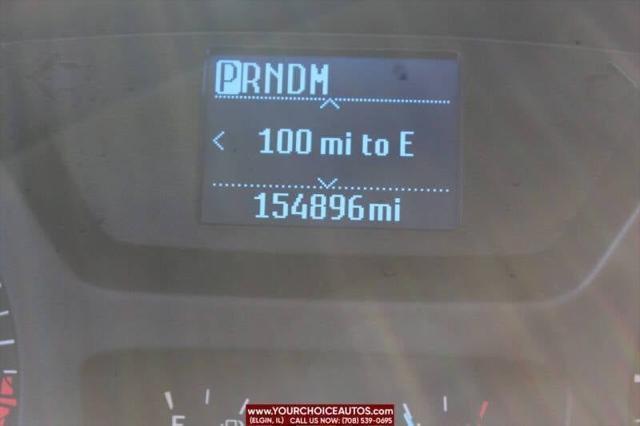 PRNDM
100 mi to E
154896mi
F
WWW.YOURCHOICEAUTOS.COM
(ELGIN, IL) CALL US NOW: (708) 539-0695